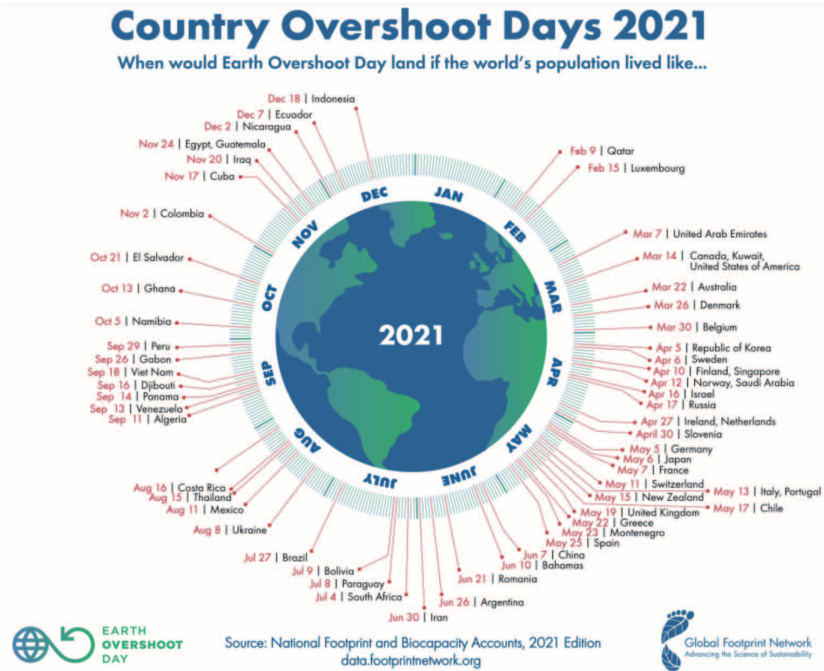 Country Overshoot Days 2021
When would Earth Overshoot Day land if the world's population lived like...
Dec 18 | Indonesia
Dec 7 | Ecuador
Dec 2 | Nicaragua
Nov 24 | Egypt, Guatemala
Nov 20 | Iraq
Nov 17 | Cuba
Nov 2 | Colombia
Oct 21 | El Salvador
Oct 13 | Ghana
Oct 5 | Namibia
Sep 29 | Peru
Sep 26 | Gabon
Sep 18 | Viet Nam
Sep 16 | Djibouti
Sep 14 | Panama
Sep 13 | Venezuela
Sep 11 | Algeria
Aug 16 | Costa Rica
Aug 15 | Thailand
Aug 11 | Mexico
Aug 8 | Ukraine
Jul 27 | Brazil
Jul 9 | Bolivia
Jul 8 | Paraguay
Jul 4 | South Africa
Jun 30 | Iran
Feb 9 | Qatar
Feb 15 | Luxembourg
Mar 7 | United Arab Emirates
Mar 14 | Canada, Kuwait,
United States of America
Mar 22 | Australia
Mar 26 | Denmark
Mar 30 | Belgium
Apr 5 | Republic of Korea
Apr 6 | Sweden
Apr 10 | Finland, Singapore
Apr 12 | Norway, Saudi Arabia
Apr 16 | Israel
Apr 17 | Russia
Apr 27 | Ireland, Netherlands
April 30 | Slovenia
May 5 | Germany
May 6 | Japan
May 7 | France
May 11 | Switzerland
May 13 | Italy, Portugal
May 15 | New Zealand
May 17 | Chile
May 19 | United Kingdom
May 22 | Greece
May 23 | Montenegro
May 25 | Spain
Jun 7 | China
Jun 10 | Bahamas
Jun 21 | Romania
Jun 26 | Argentina
JAN
FEB
MAR
APR
MAY
JUNE
JULY
AUG
SEP
OCT
NOV
DEC
2021
EARTH
OVERSHOOT
DAY
Source: National Footprint and Biocapacity Accounts, 2021 Edition
data.footprintnetwork.org
Global Footprint Network
Advancing the Science of Sustainability